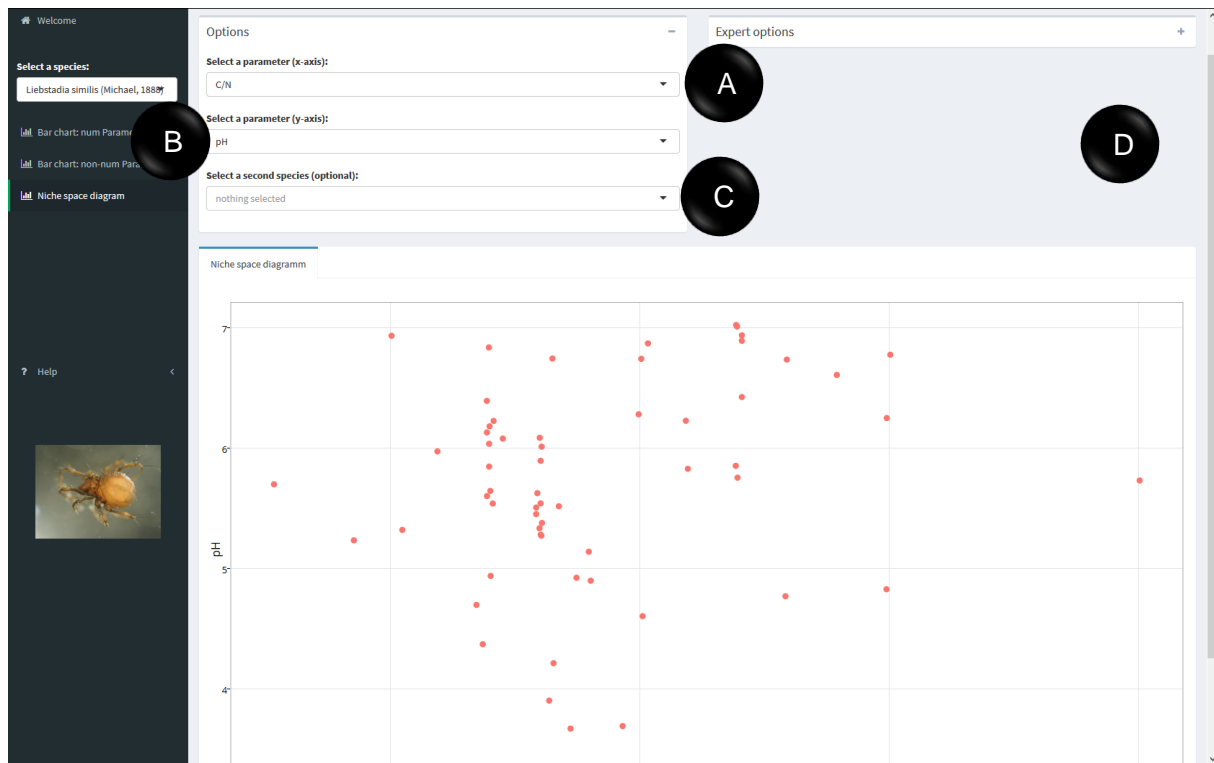 Welcome
Select a species:
Liebstadia similis (Michael, 1888)
Bar chart: num Parame
Bar chart: non-num Para
Niche space diagram
? Help
Options
Select a parameter (x-axis):
C/N
Select a parameter (y-axis):
pH
Select a second species (optional):
nothing selected
Expert options
A
B
C
D
Niche space diagramm
7
6
5
4
pH